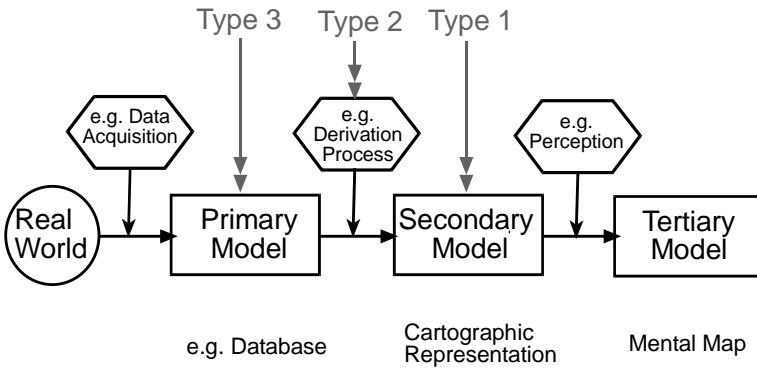 Type 3
Type 2
Type 1
e.g. Data
Acquisition
e.g.
Derivation
Process
e.g.
Perception
Real
World
Primary
Model
Secondary
Model
Tertiary
Model
e.g. Database
Cartographic
Representation
Mental Map